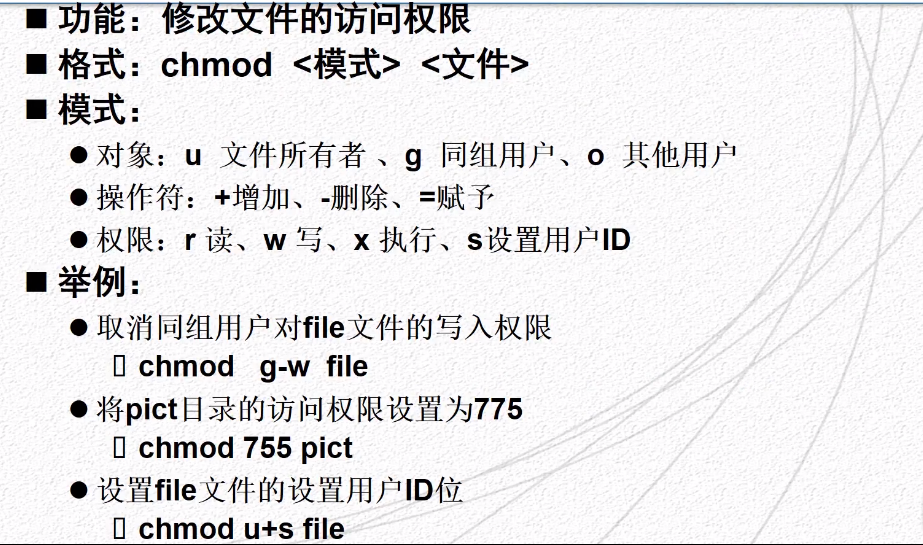 ■ 功能：修改文件的访问权限
■ 格式：chmod <模式> <文件>
■ 模式：
● 对象：u 文件所有者 、g 同组用户、o 其他用户
● 操作符：+增加、-删除、=赋予
● 权限：r 读、w 写、x 执行、s设置用户ID
■ 举例：
● 取消同组用户对file文件的写入权限
▯ chmod g-w file
● 将pict目录的访问权限设置为775
▯ chmod 755 pict
● 设置file文件的设置用户ID位
▯ chmod u+s file